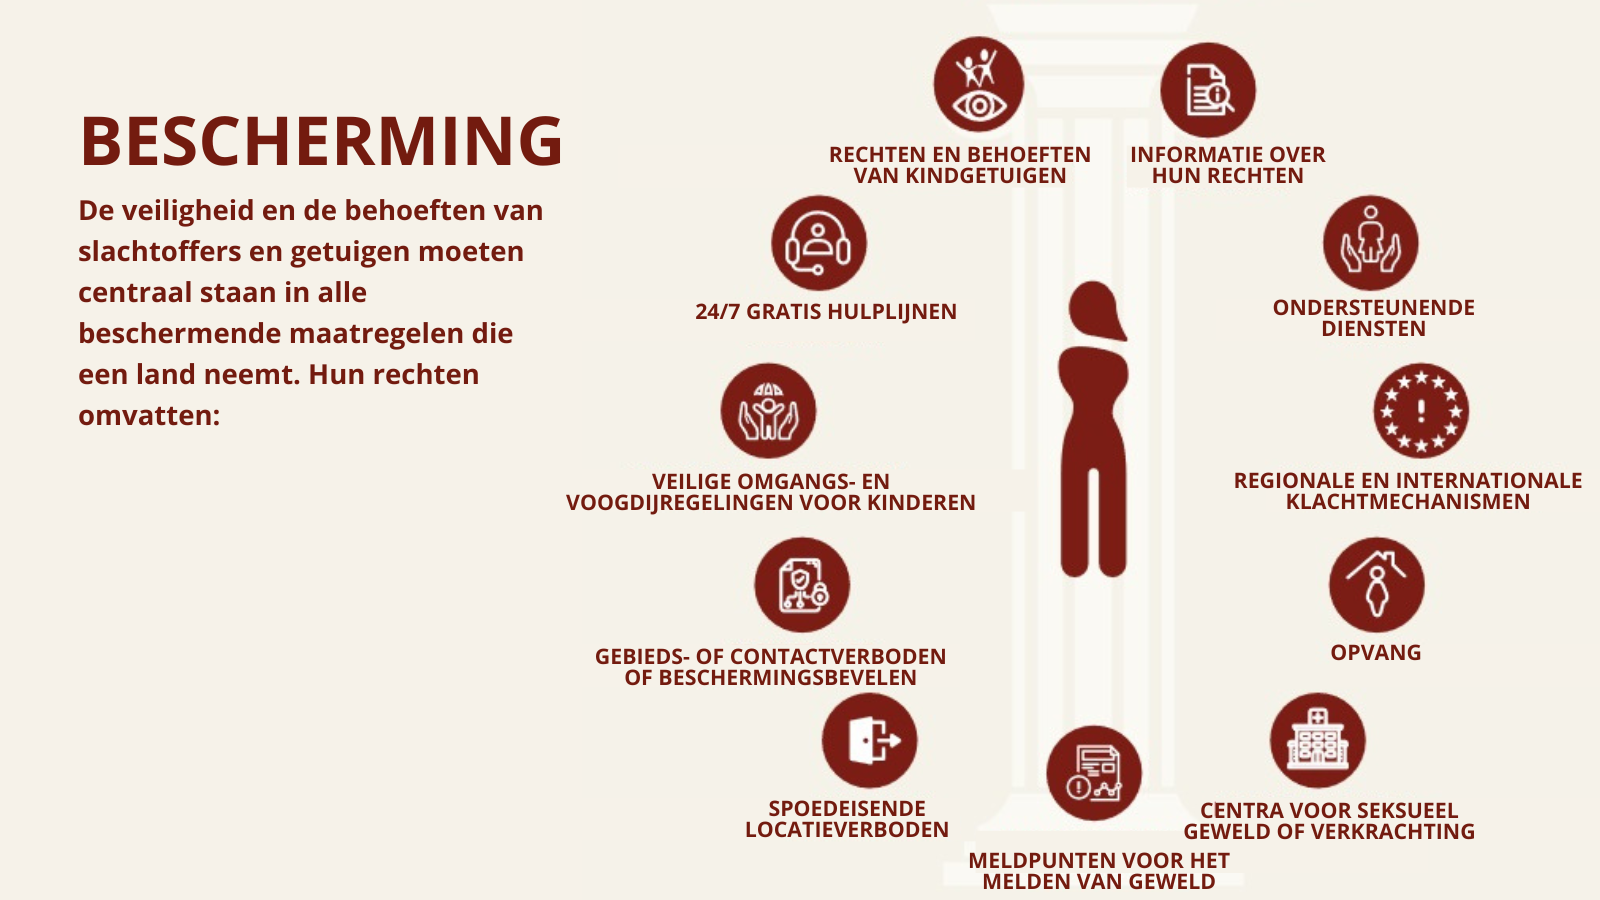 BESCHERMING
De veiligheid en de behoeften van
slachtoffers en getuigen moeten
centraal staan in alle
beschermende maatregelen die
een land neemt. Hun rechten
omvatten:
RECHTEN EN BEHOEFTEN
VAN KINDGETUIGEN
INFORMATIE OVER
HUN RECHTEN
24/7 GRATIS HULPLIJNEN
ONDERSTEUNENDE
DIENSTEN
VEILIGE OMGANGS- EN
VOOGDIJREGELINGEN VOOR KINDEREN
REGIONALE EN INTERNATIONALE
KLACHTMECHANISMEN
GEBIEDS- OF CONTACTVERBODEN
OF BESCHERMINGSBEVELEN
OPVANG
SPOEDEISENDE
LOCATIEVERBODEN
CENTRA VOOR SEKSUEEL
GEWELD OF VERKRACHTING
MELDPUNTEN VOOR HET
MELDEN VAN GEWELD